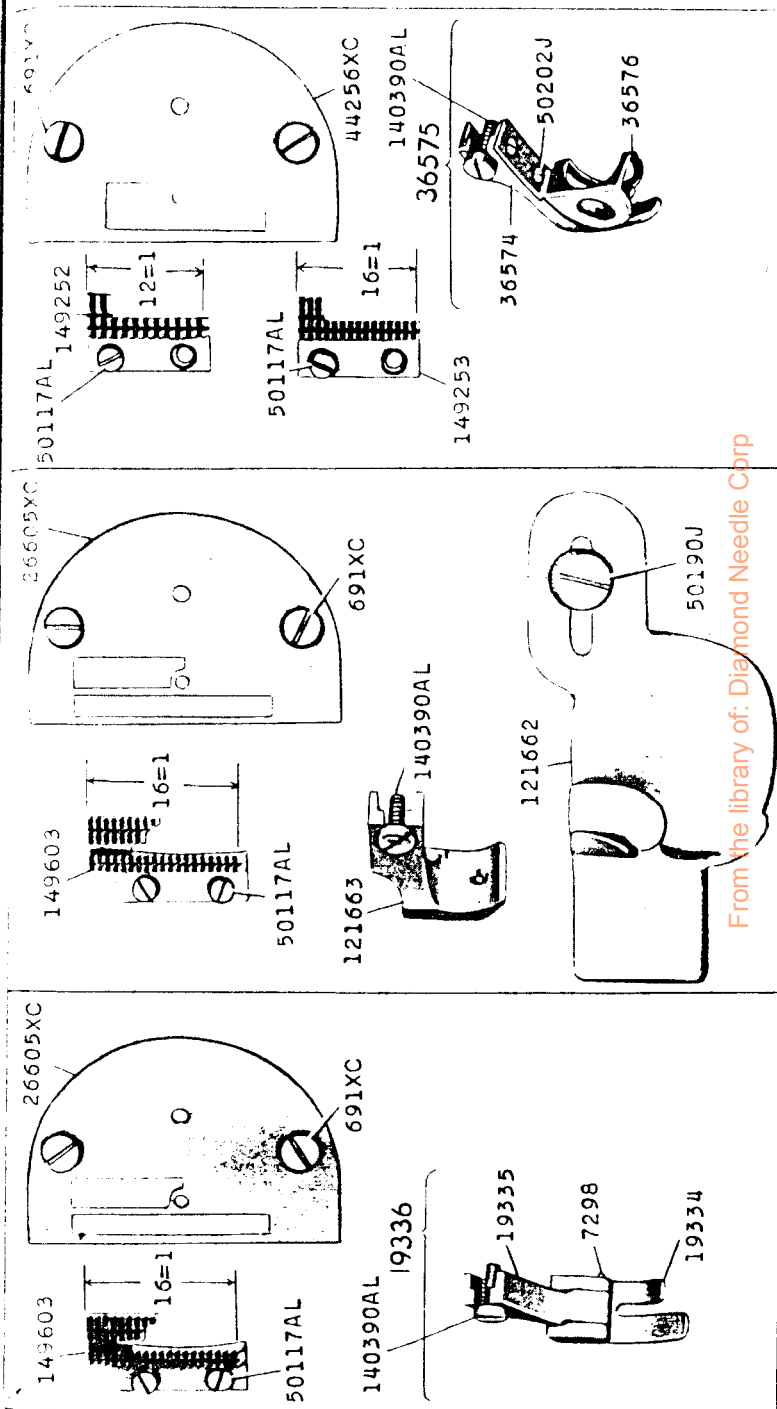 691XC
44256XC
50117AL
149252
12=1
50117AL
16=1
149253
140390AL
36575
50202J
36576
36574
26605XC
691XC
149603
16=1
50117AL
140390AL
121663
121662
50190J
From the library of: Diamond Needle Corp
26605XC
691XC
149603
16=1
50117AL
140390AL
19336
19335
7298
19334